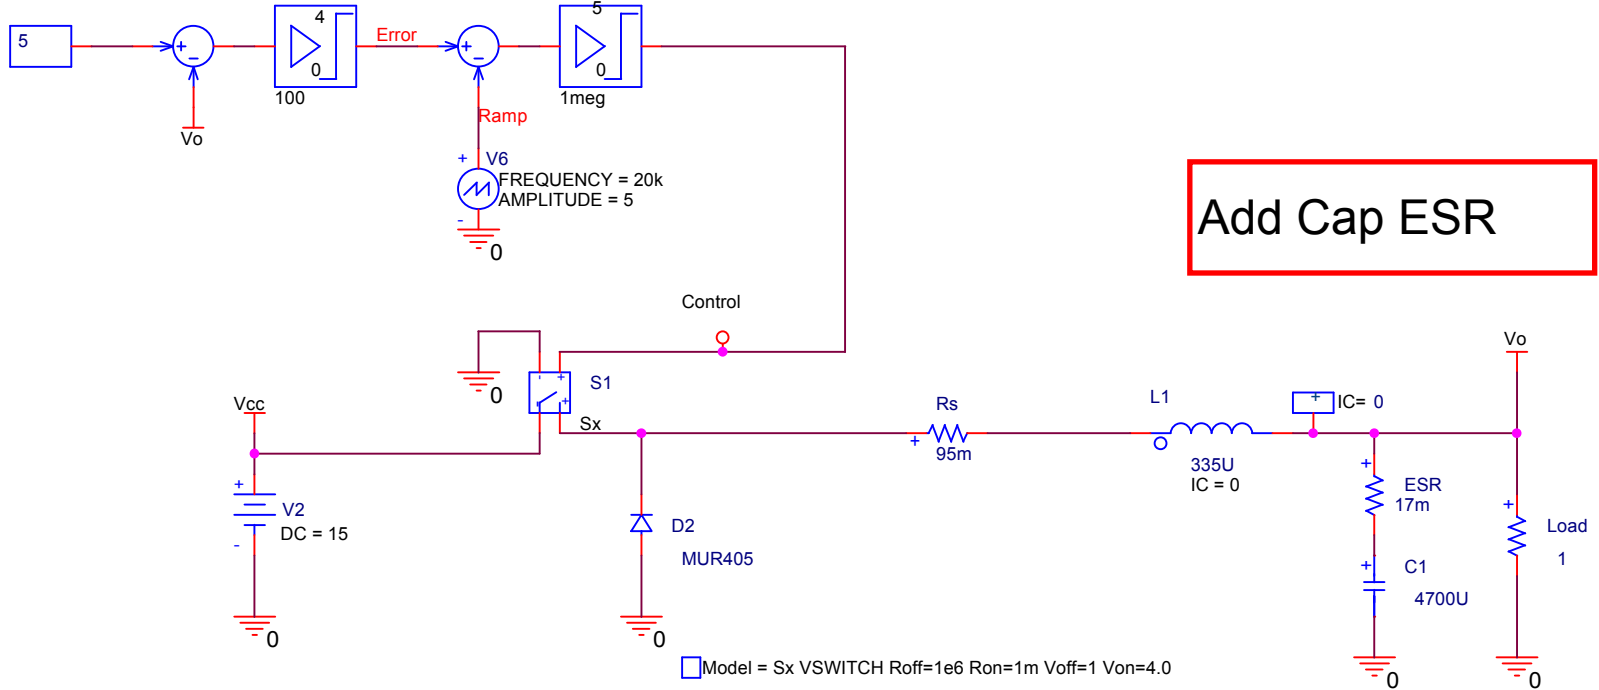 5
4
0
100
Error
5
0
1meg
Vo
Ramp
+ V6
FREQUENCY = 20k
AMPLITUDE = 5
-
0
Add Cap ESR
Control
0
S1
Sx
Vcc
+
V2
DC = 15
-
0
D2
MUR405
0
Rs
+
95m
L1
335U
IC = 0
+
IC= 0
Vo
+
ESR
17m
+
C1
4700U
0
+
Load
1
0
Model = Sx VSWITCH Roff=1e6 Ron=1m Voff=1 Von=4.0